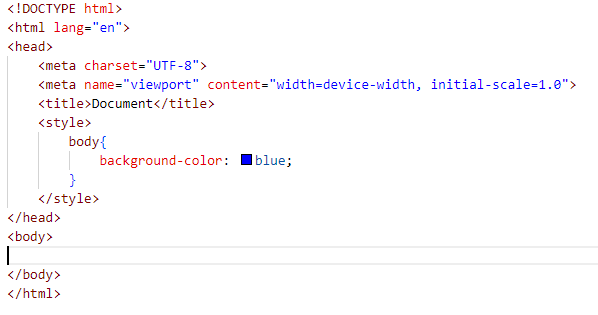 <!DOCTYPE html>
<html lang="en">
<head>
    <meta charset="UTF-8">
    <meta name="viewport" content="width=device-width, initial-scale=1.0">
    <title>Document</title>
    <style>
        body{
            background-color: blue;
        }
    </style>
</head>
<body>

</body>
</html>